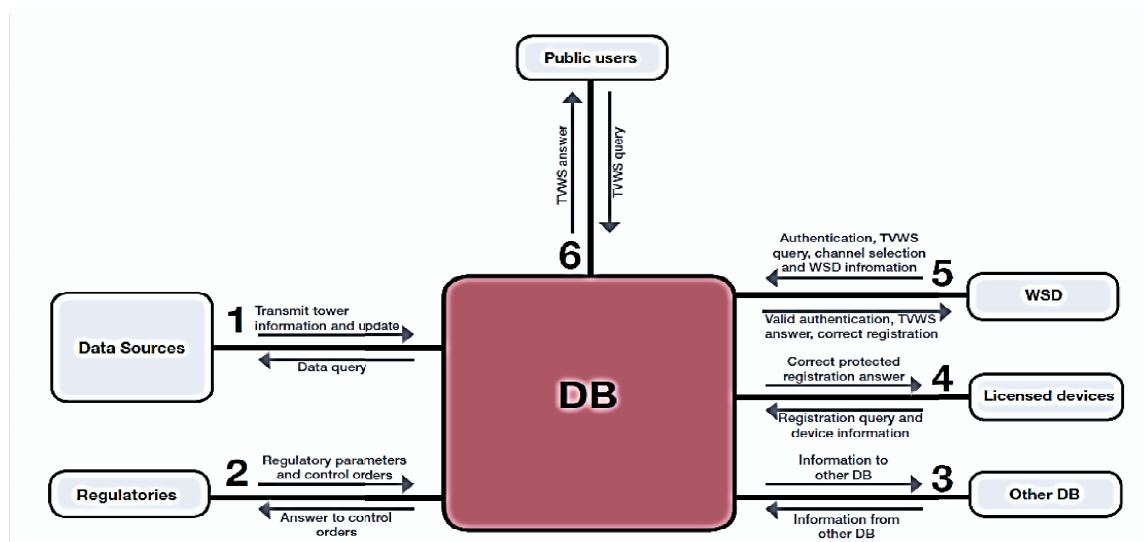 Public users
TVWS answer
TVWS query
6
Authentication, TVWS
query, channel selection
and WSD infromation
5
WSD
Valid authentication, TVWS
answer, correct registration
1
Transmit tower
information and update
Data Sources
Data query
DB
Correct protected
registration answer
4
Licensed devices
Registration query and
device information
2
Regulatory parameters
and control orders
Regulatories
Answer to control
orders
Information to
other DB
3
Other DB
Information from
other DB